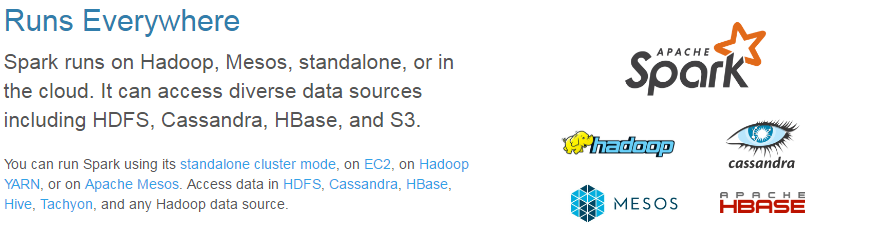 Runs Everywhere
Spark runs on Hadoop, Mesos, standalone, or in
the cloud. It can access diverse data sources
including HDFS, Cassandra, HBase, and S3.
You can run Spark using its standalone cluster mode, on EC2, on Hadoop
YARN, or on Apache Mesos. Access data in HDFS, Cassandra, HBase,
Hive, Tachyon, and any Hadoop data source.
APACHE
Spark
hadoop
cassandra
MESOS
APACHE
HBASE